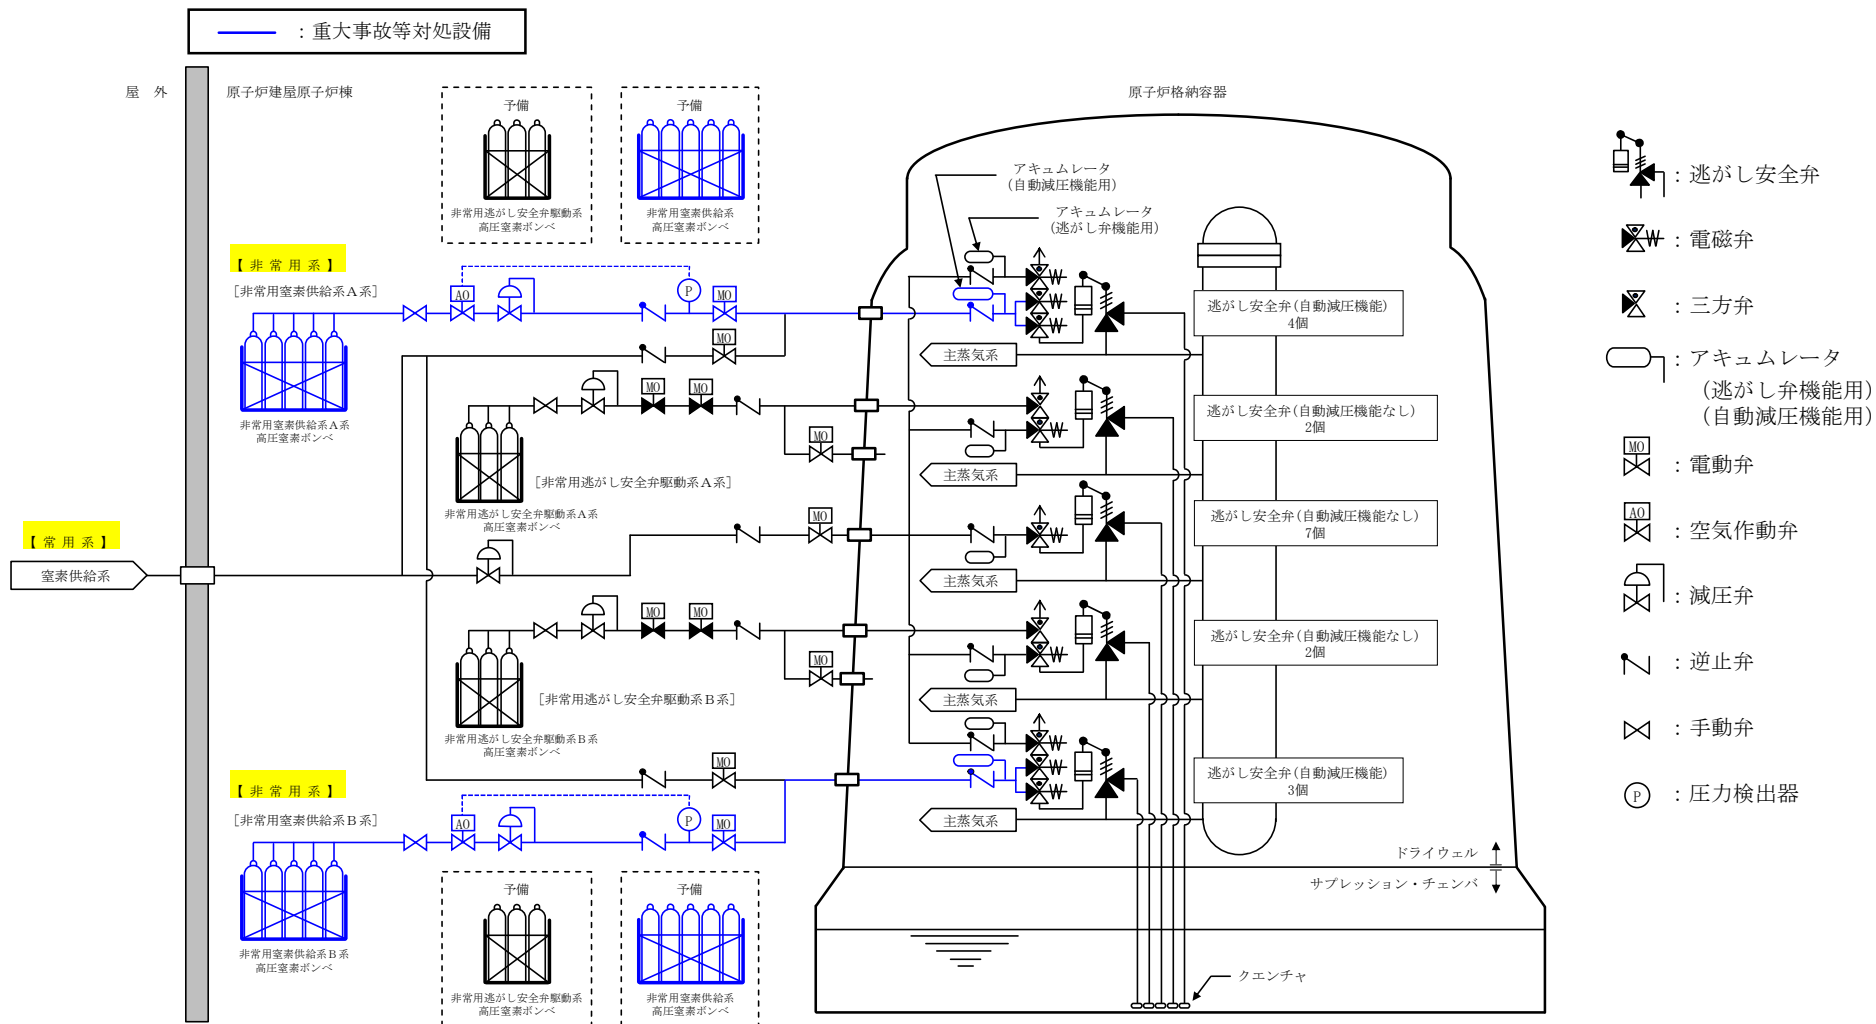 ：重大事故等対処設備
屋　外
原子炉建屋原子炉棟
予備
非常用逃がし安全弁駆動系
高圧窒素ボンベ
予備
非常用窒素供給系
高圧窒素ボンベ
原子炉格納容器
アキュムレータ
(自動減圧機能用)
アキュムレータ
(逃がし弁機能用)
【非常用系】
［非常用窒素供給系Ａ系］
AO
P
MO
MO
非常用窒素供給系Ａ系
高圧窒素ボンベ
MO
MO
MO
［非常用逃がし安全弁駆動系Ａ系］
非常用逃がし安全弁駆動系Ａ系
高圧窒素ボンベ
MO
【常用系】
窒素供給系
MO
MO
MO
［非常用逃がし安全弁駆動系Ｂ系］
非常用逃がし安全弁駆動系Ｂ系
高圧窒素ボンベ
MO
【非常用系】
［非常用窒素供給系Ｂ系］
AO
P
MO
非常用窒素供給系Ｂ系
高圧窒素ボンベ
予備
非常用逃がし安全弁駆動系
高圧窒素ボンベ
予備
非常用窒素供給系
高圧窒素ボンベ
逃がし安全弁(自動減圧機能)
4個
主蒸気系
逃がし安全弁(自動減圧機能なし)
2個
主蒸気系
逃がし安全弁(自動減圧機能なし)
7個
主蒸気系
逃がし安全弁(自動減圧機能なし)
2個
主蒸気系
逃がし安全弁(自動減圧機能)
3個
主蒸気系
ドライウェル
サプレッション・チェンバ
クエンチャ
：逃がし安全弁
：電磁弁
：三方弁
：アキュムレータ
（逃がし弁機能用）
（自動減圧機能用）
MO ：電動弁
AO ：空気作動弁
：減圧弁
：逆止弁
：手動弁
P ：圧力検出器